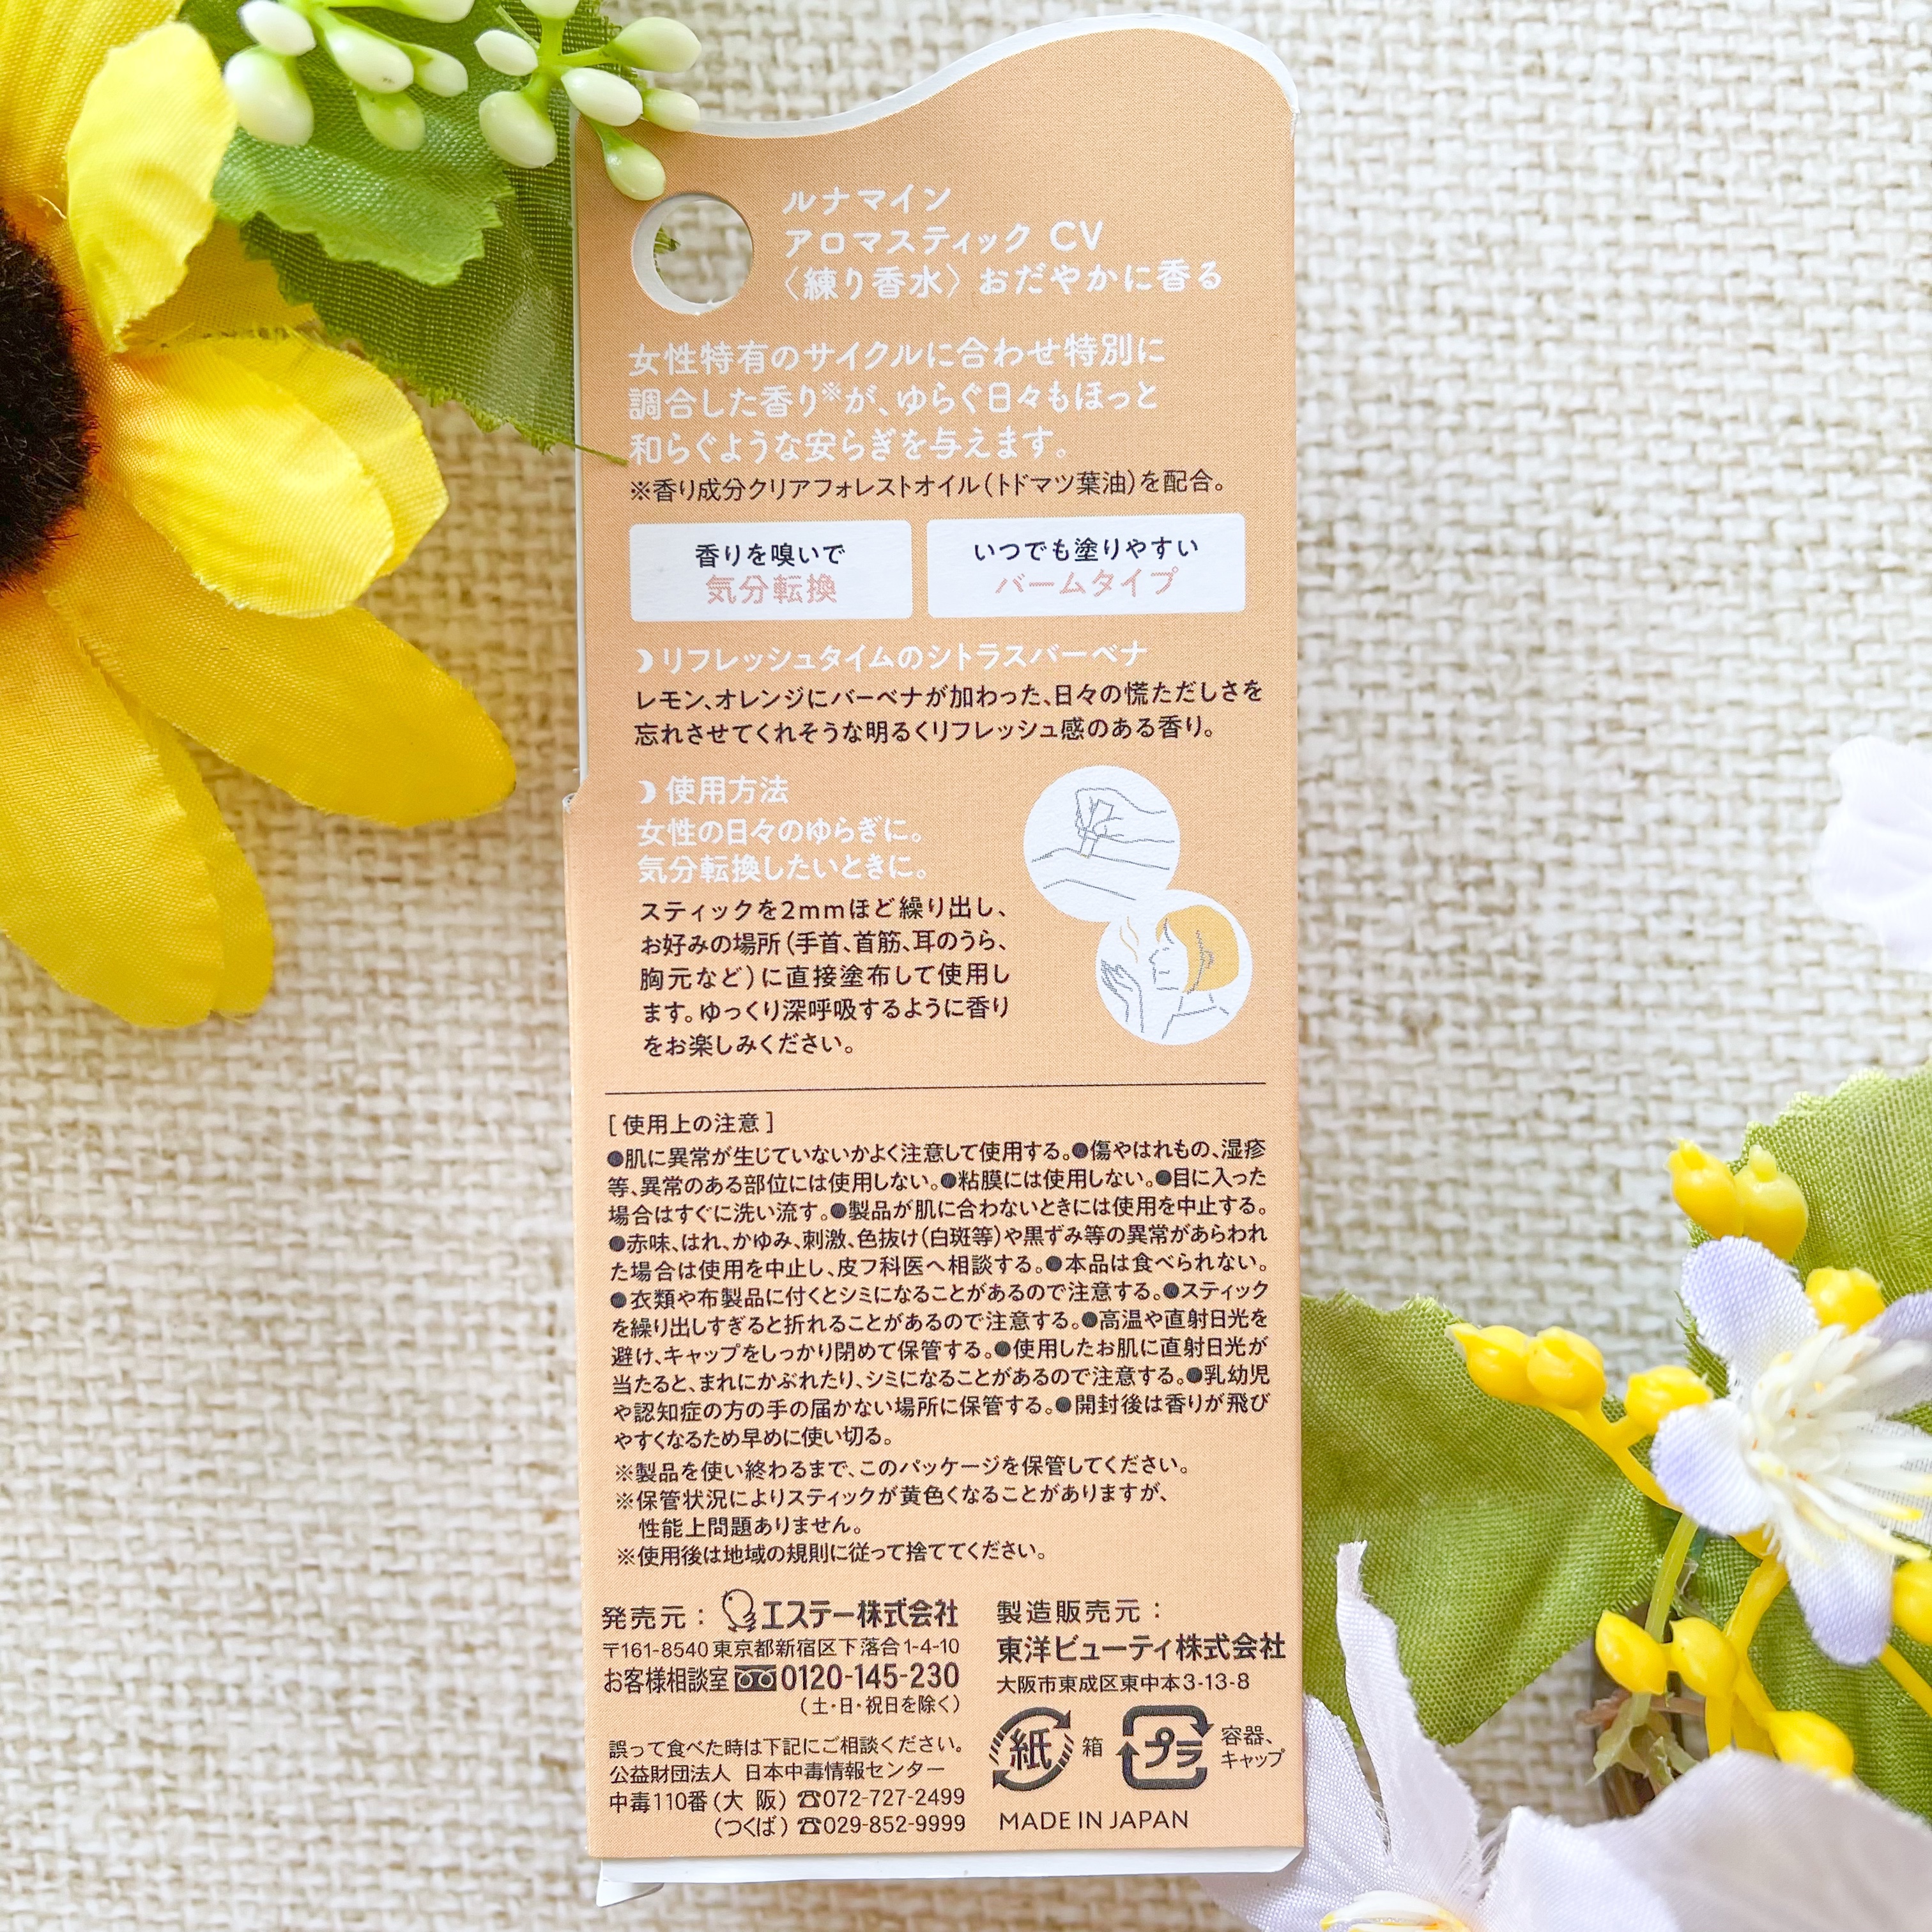 ルナマイン
アロマスティック CV
〈練り香水〉おだやかに香る
女性特有のサイクルに合わせ特別に
調合した香り※が、ゆらぐ日々もほっと
和らぐような安らぎを与えます。
※香り成分クリアフォレストオイル(トドマツ葉油)を配合。
香りを嗅いで
気分転換
いつでも塗りやすい
バームタイプ
リフレッシュタイムのシトラスバーベナ
レモン、オレンジにバーベナが加わった、日々の慌ただしさを
忘れさせてくれそうな明るくリフレッシュ感のある香り。
使用方法
女性の日々のゆらぎに。
気分転換したいときに。
スティックを2mmほど繰り出し、
お好みの場所(手首、首筋、耳のうら、
胸元など)に直接塗布して使用し
ます。ゆっくり深呼吸するように香り
をお楽しみください。
[使用上の注意]
●肌に異常が生じていないかよく注意して使用する。●傷やはれもの、湿疹
等、異常のある部位には使用しない。●粘膜には使用しない。●目に入った
場合はすぐに洗い流す。●製品が肌に合わないときには使用を中止する。
●赤味、はれ、かゆみ、刺激、色抜け(白斑等)や黒ずみ等の異常があらわれ
た場合は使用を中止し、皮フ科医へ相談する。●本品は食べられない。
●衣類や布製品に付くとシミになることがあるので注意する。●スティック
を繰り出しすぎると折れることがあるので注意する。●高温や直射日光を
避け、キャップをしっかり閉めて保管する。●使用したお肌に直射日光が
当たると、まれにかぶれたり、シミになることがあるので注意する。●乳幼児
や認知症の方の手の届かない場所に保管する。●開封後は香りが飛び
やすくなるため早めに使い切る。
※製品を使い終わるまで、このパッケージを保管してください。
※保管状況によりスティックが黄色くなることがありますが、
性能上問題ありません。
※使用後は地域の規則に従って捨ててください。
発売元：エステー株式会社
〒161-8540 東京都新宿区下落合1-4-10
お客様相談室 0120-145-230
(土・日・祝日を除く)
誤って食べた時は下記にご相談ください。
公益財団法人 日本中毒情報センター
中毒110番(大 阪) ☎072-727-2499
(つくば) ☎029-852-9999
製造販売元：
東洋ビューティ株式会社
大阪市東成区東中本3-13-8
紙 箱
プラ 容器、
キャップ
MADE IN JAPAN